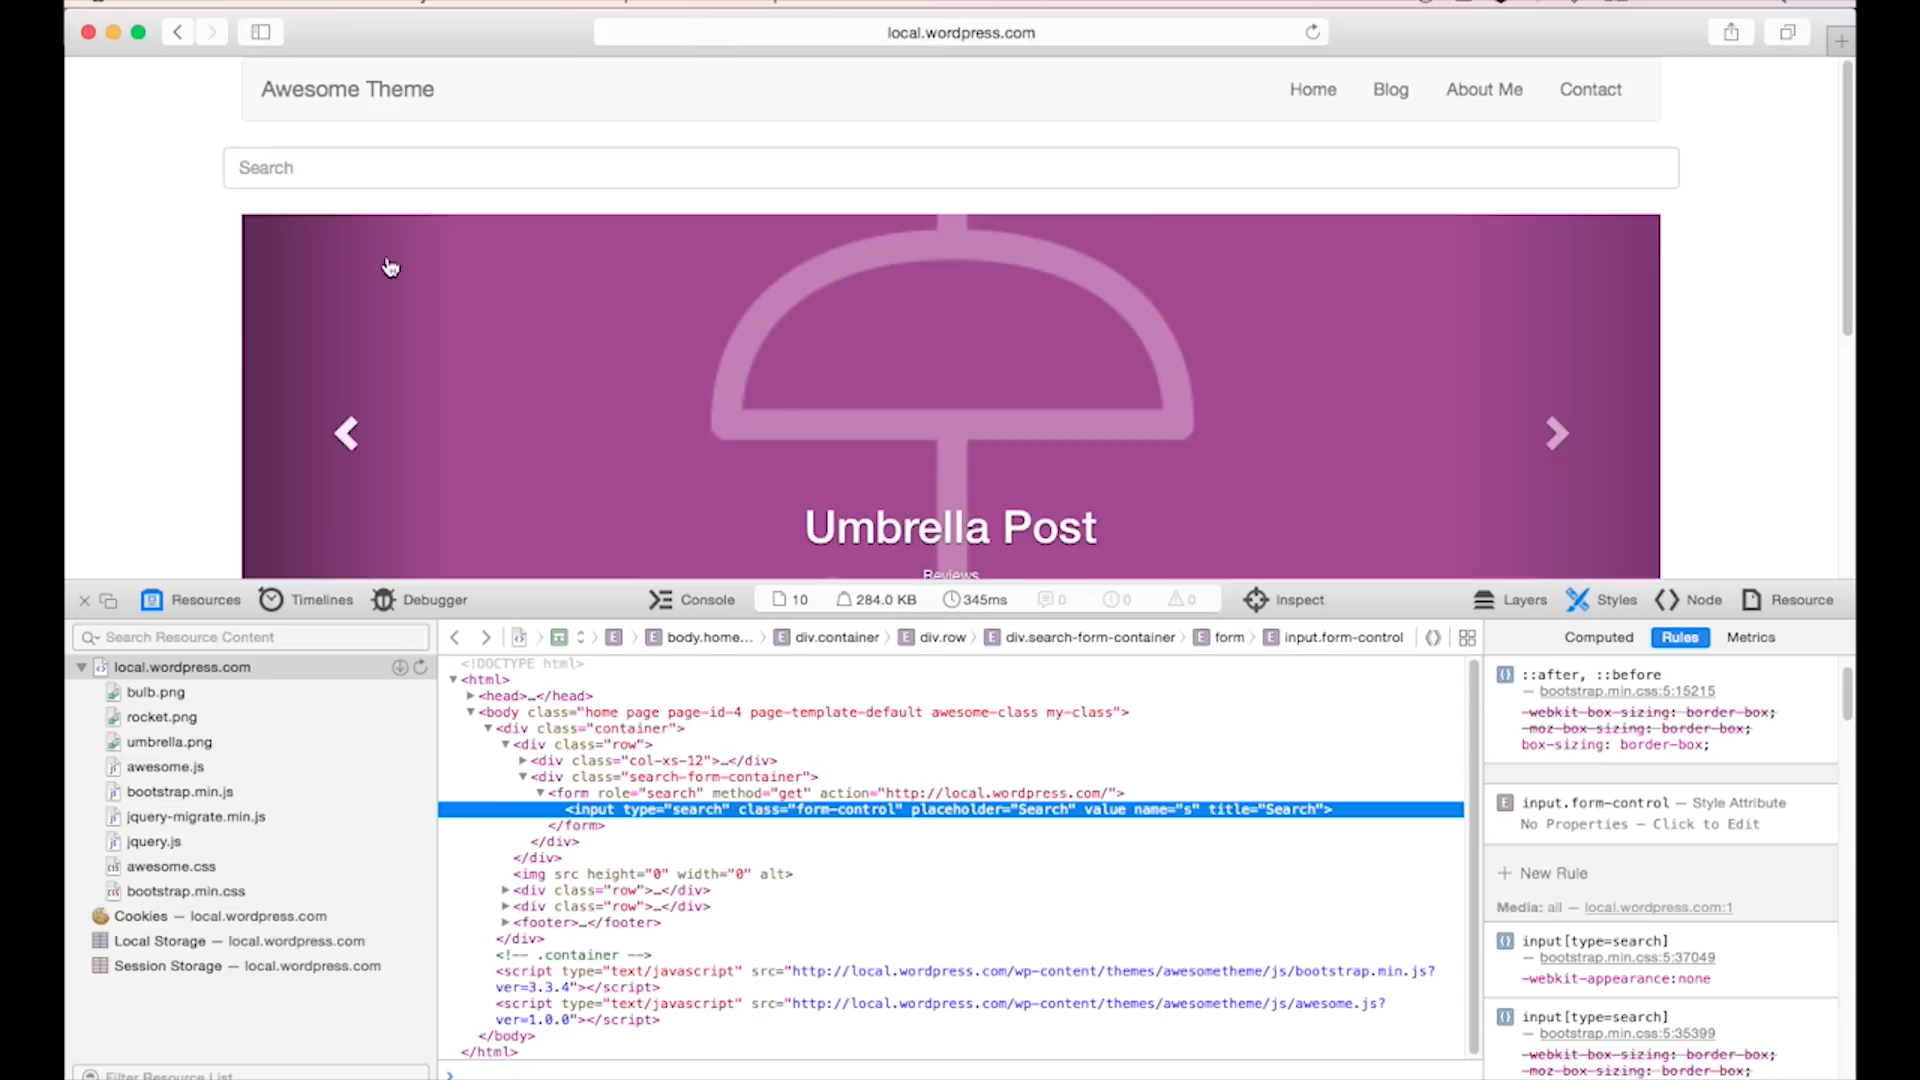 local.wordpress.com
Awesome Theme
Home Blog About Me Contact
Search
Umbrella Post
Reviews
Resources Timelines Debugger Console 10 284.0 KB 345ms 0 0 0 Inspect Layers Styles Node Resource
Search Resource Content
body.home... div.container div.row div.search-form-container form input.form-control
Computed Rules Metrics
local.wordpress.com
bulb.png
rocket.png
umbrella.png
awesome.js
bootstrap.min.js
jquery-migrate.min.js
jquery.js
awesome.css
bootstrap.min.css
Cookies — local.wordpress.com
Local Storage — local.wordpress.com
Session Storage — local.wordpress.com
<!DOCTYPE html>
<html>
<head>…</head>
<body class="home page page-id-4 page-template-default awesome-class my-class">
<div class="container">
<div class="row">
<div class="col-xs-12">…</div>
<div class="search-form-container">
<form role="search" method="get" action="http://local.wordpress.com/">
<input type="search" class="form-control" placeholder="Search" value name="s" title="Search">
</form>
</div>
</div>
<img src height="0" width="0" alt>
<div class="row">…</div>
<div class="row">…</div>
<footer>…</footer>
</div>
<!-- .container -->
<script type="text/javascript" src="http://local.wordpress.com/wp-content/themes/awesometheme/js/bootstrap.min.js?
ver=3.3.4"></script>
<script type="text/javascript" src="http://local.wordpress.com/wp-content/themes/awesometheme/js/awesome.js?
ver=1.0.0"></script>
</body>
</html>
::after, ::before
— bootstrap.min.css:5:15215
-webkit-box-sizing: border-box;
-moz-box-sizing: border-box;
box-sizing: border-box;
input.form-control — Style Attribute
No Properties — Click to Edit
New Rule
Media: all — local.wordpress.com:1
input[type=search]
— bootstrap.min.css:5:37049
-webkit-appearance:none
input[type=search]
— bootstrap.min.css:5:35399
-webkit-box-sizing: border-box;
-moz-box-sizing: border-box;
Filter Resource List